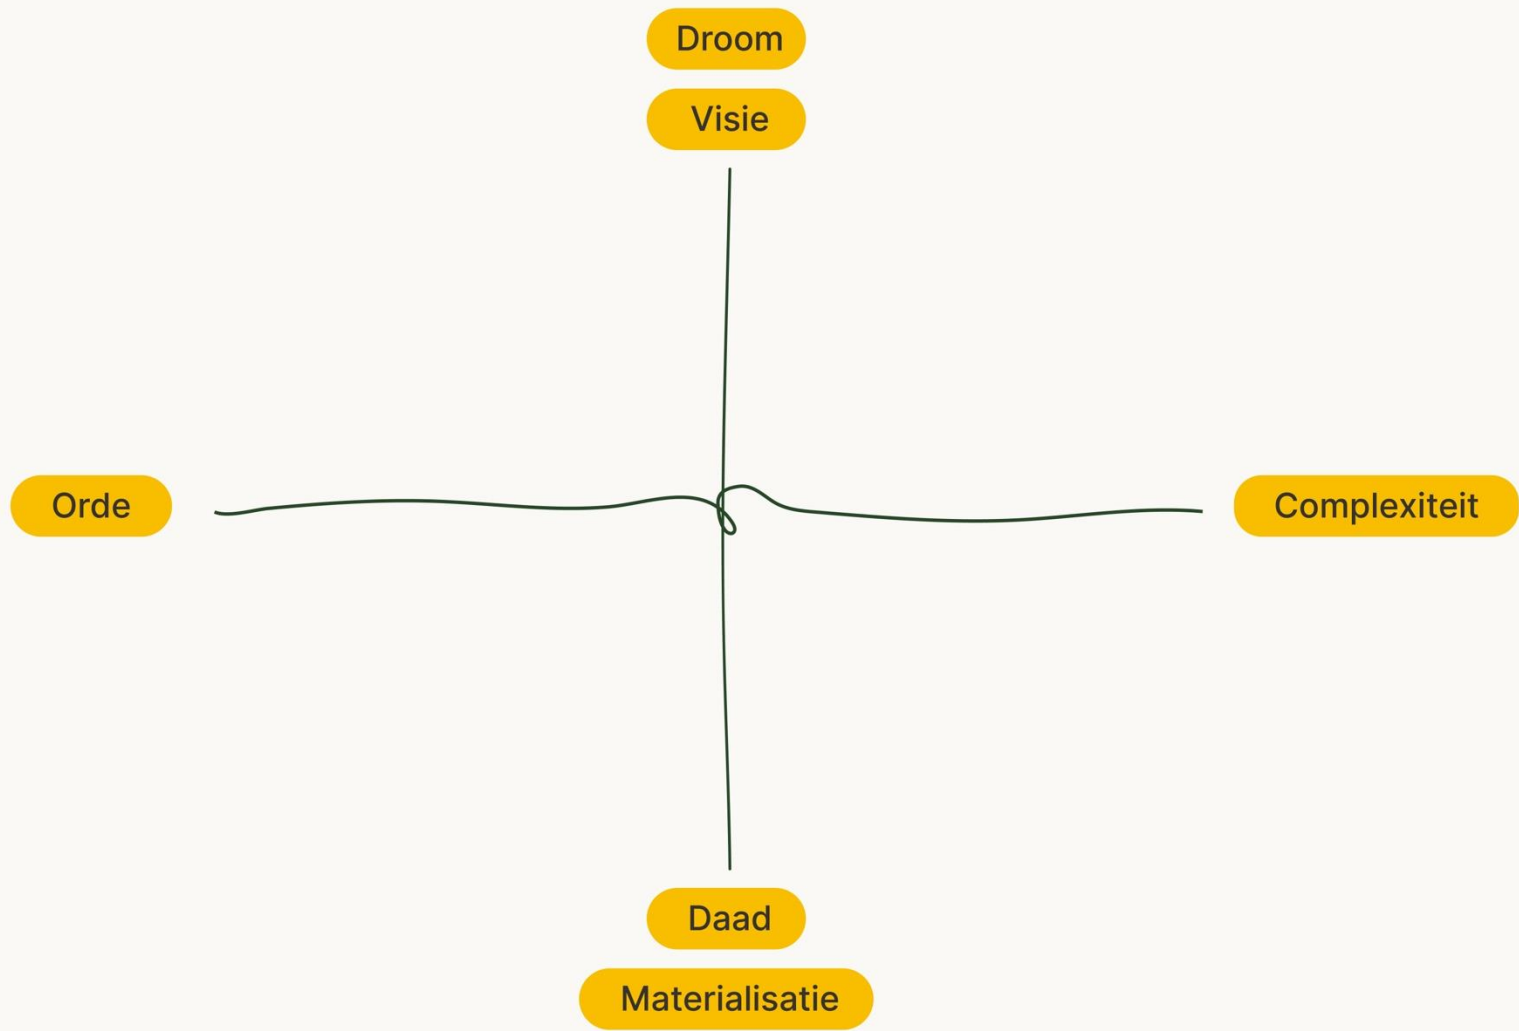 Droom
Visie
Orde
Complexiteit
Daad
Materialisatie